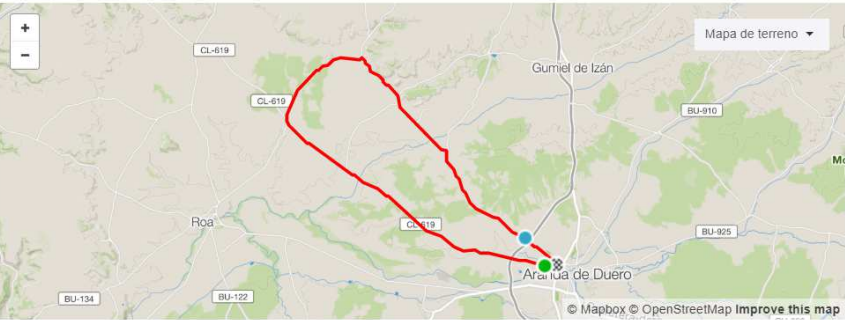 +
CL-619
Mapa de terreno
−
Gumiel de Izán
CL-619
BU-910
Roa
CL-619
BU-925
Aranda de Duero
BU-134
BU-122
© Mapbox © OpenStreetMap Improve this map